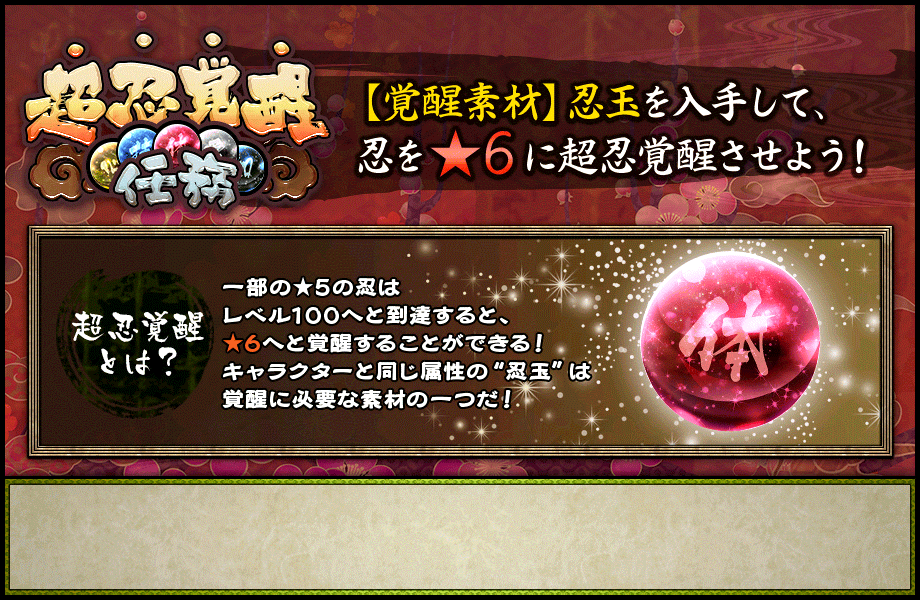 超忍覚醒
任務
【覚醒素材】忍玉を入手して、
忍を★6に超忍覚醒させよう!
超忍覚醒
とは?
一部の★5の忍は
レベル100へと到達すると、
★6へと覚醒することができる!
キャラクターと同じ属性の“忍玉”は
覚醒に必要な素材の一つだ!
体